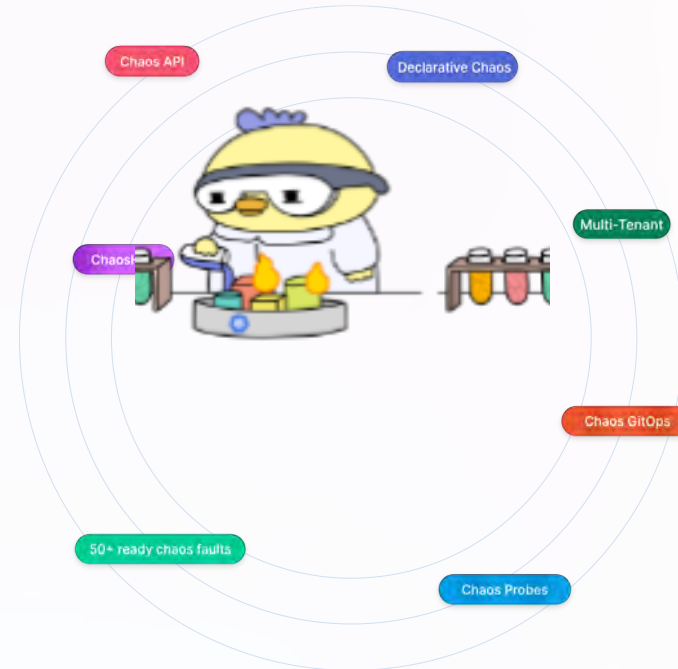 Chaos API
Declarative Chaos
Multi-Tenant
Chaos GitOps
50+ ready chaos faults
Chaos Probes